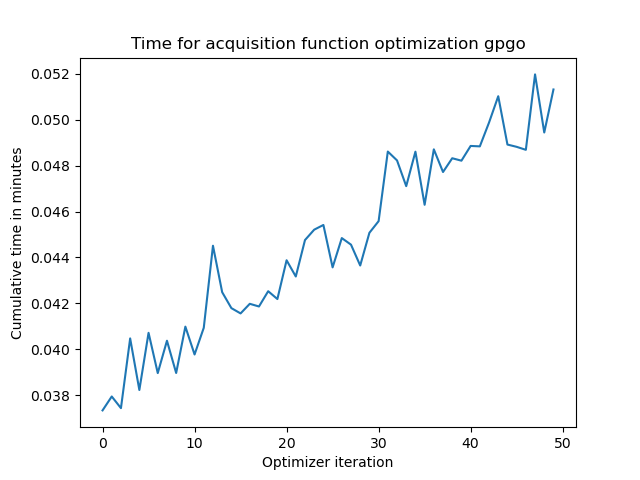 Time for acquisition function optimization gpgo
Cumulative time in minutes
0.052
0.050
0.048
0.046
0.044
0.042
0.040
0.038
0 10 20 30 40 50
Optimizer iteration